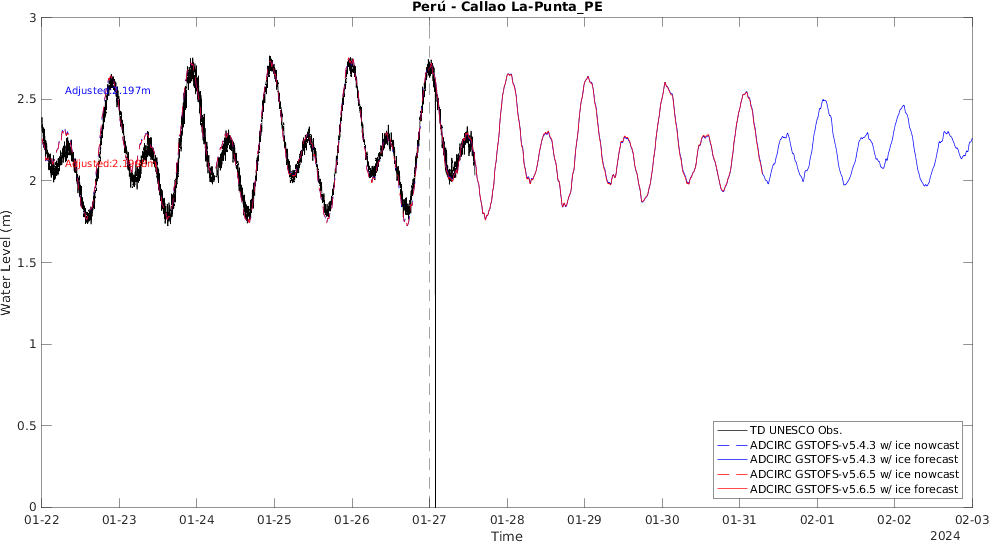 Perú - Callao La-Punta_PE
3
2.5
2
1.5
1
0.5
0
Water Level (m)
Adjusted:2.197m
TD UNESCO Obs.
ADCIRC GSTOFS-v5.4.3 w/ ice nowcast
ADCIRC GSTOFS-v5.4.3 w/ ice forecast
ADCIRC GSTOFS-v5.6.5 w/ ice nowcast
ADCIRC GSTOFS-v5.6.5 w/ ice forecast
01-22 01-23 01-24 01-25 01-26 01-27 01-28 01-29 01-30 01-31 02-01 02-02 02-03
Time
2024